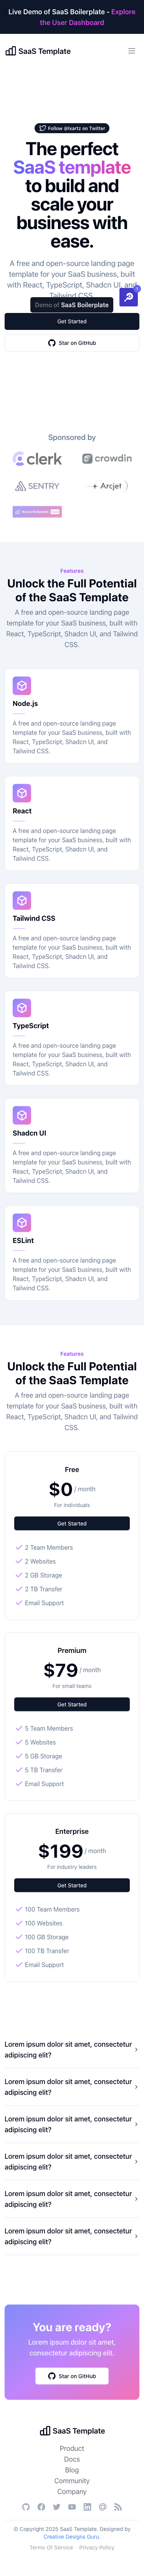 Live Demo of SaaS Boilerplate - Explore
the User Dashboard
SaaS Template
Follow @Ixartz on Twitter
The perfect
SaaS template
to build and
scale your
business with
ease.
A free and open-source landing page
template for your SaaS business, built
with React, TypeScript, Shadcn UI, and
Tailwind CSS.
Demo of SaaS Boilerplate
Get Started
Star on GitHub
Sponsored by
clerk
crowdin
SENTRY
Arcjet
Features
Unlock the Full Potential
of the SaaS Template
A free and open-source landing page
template for your SaaS business, built with
React, TypeScript, Shadcn UI, and Tailwind
CSS.
Node.js
A free and open-source landing page
template for your SaaS business, built with
React, TypeScript, Shadcn UI, and
Tailwind CSS.
React
A free and open-source landing page
template for your SaaS business, built with
React, TypeScript, Shadcn UI, and
Tailwind CSS.
Tailwind CSS
A free and open-source landing page
template for your SaaS business, built with
React, TypeScript, Shadcn UI, and
Tailwind CSS.
TypeScript
A free and open-source landing page
template for your SaaS business, built with
React, TypeScript, Shadcn UI, and
Tailwind CSS.
Shadcn UI
A free and open-source landing page
template for your SaaS business, built with
React, TypeScript, Shadcn UI, and
Tailwind CSS.
ESLint
A free and open-source landing page
template for your SaaS business, built with
React, TypeScript, Shadcn UI, and
Tailwind CSS.
Features
Unlock the Full Potential
of the SaaS Template
A free and open-source landing page
template for your SaaS business, built with
React, TypeScript, Shadcn UI, and Tailwind
CSS.
Free
$0 / month
For individuals
Get Started
2 Team Members
2 Websites
2 GB Storage
2 TB Transfer
Email Support
Premium
$79 / month
For small teams
Get Started
5 Team Members
5 Websites
5 GB Storage
5 TB Transfer
Email Support
Enterprise
$199 / month
For industry leaders
Get Started
100 Team Members
100 Websites
100 GB Storage
100 TB Transfer
Email Support
Lorem ipsum dolor sit amet, consectetur
adipiscing elit?
Lorem ipsum dolor sit amet, consectetur
adipiscing elit?
Lorem ipsum dolor sit amet, consectetur
adipiscing elit?
Lorem ipsum dolor sit amet, consectetur
adipiscing elit?
Lorem ipsum dolor sit amet, consectetur
adipiscing elit?
Lorem ipsum dolor sit amet, consectetur
adipiscing elit?
You are ready?
Lorem ipsum dolor sit amet,
consectetur adipiscing elit.
Star on GitHub
SaaS Template
Product
Docs
Blog
Community
Company
© Copyright 2025 SaaS Template. Designed by
Creative Designs Guru.
Terms Of Service
Privacy Policy